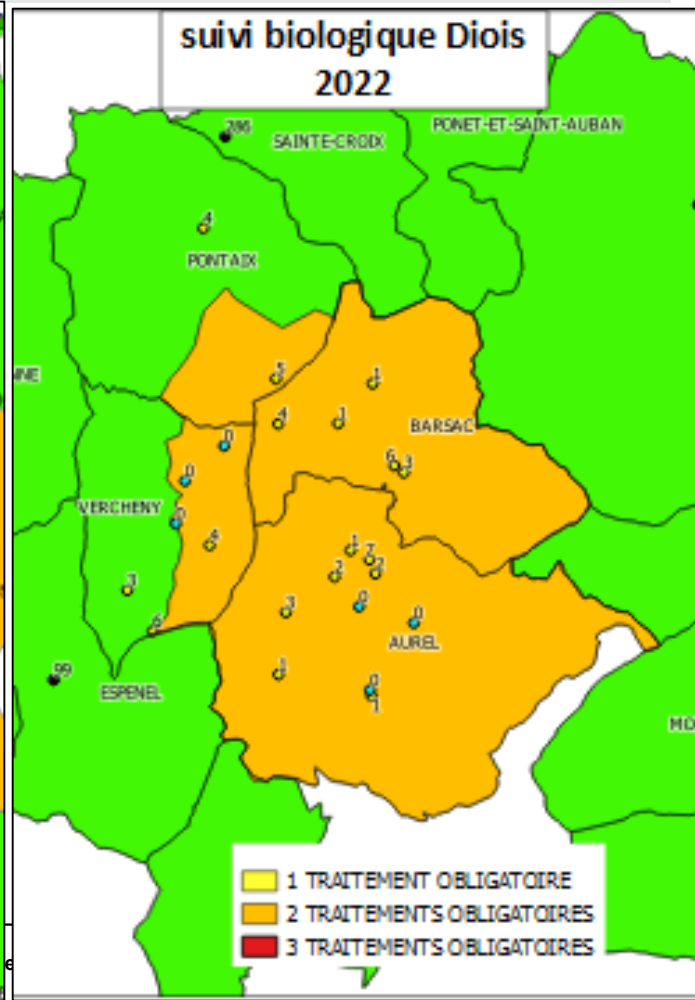 suivi biologique Diois
2022
286
SAINTE-CROIX
PONET-ET-SAINT-AUBAN
4
PONTAIX
5
1
NNE
4
1
BARSAC
0
6 3
0
VERCHENY
0
4
1
7
2
2
3
3
0
0
6
AUREL
99
1
0
ESPENEL
1
MO
1 TRAITEMENT OBLIGATOIRE
2 TRAITEMENTS OBLIGATOIRES
3 TRAITEMENTS OBLIGATOIRES
e